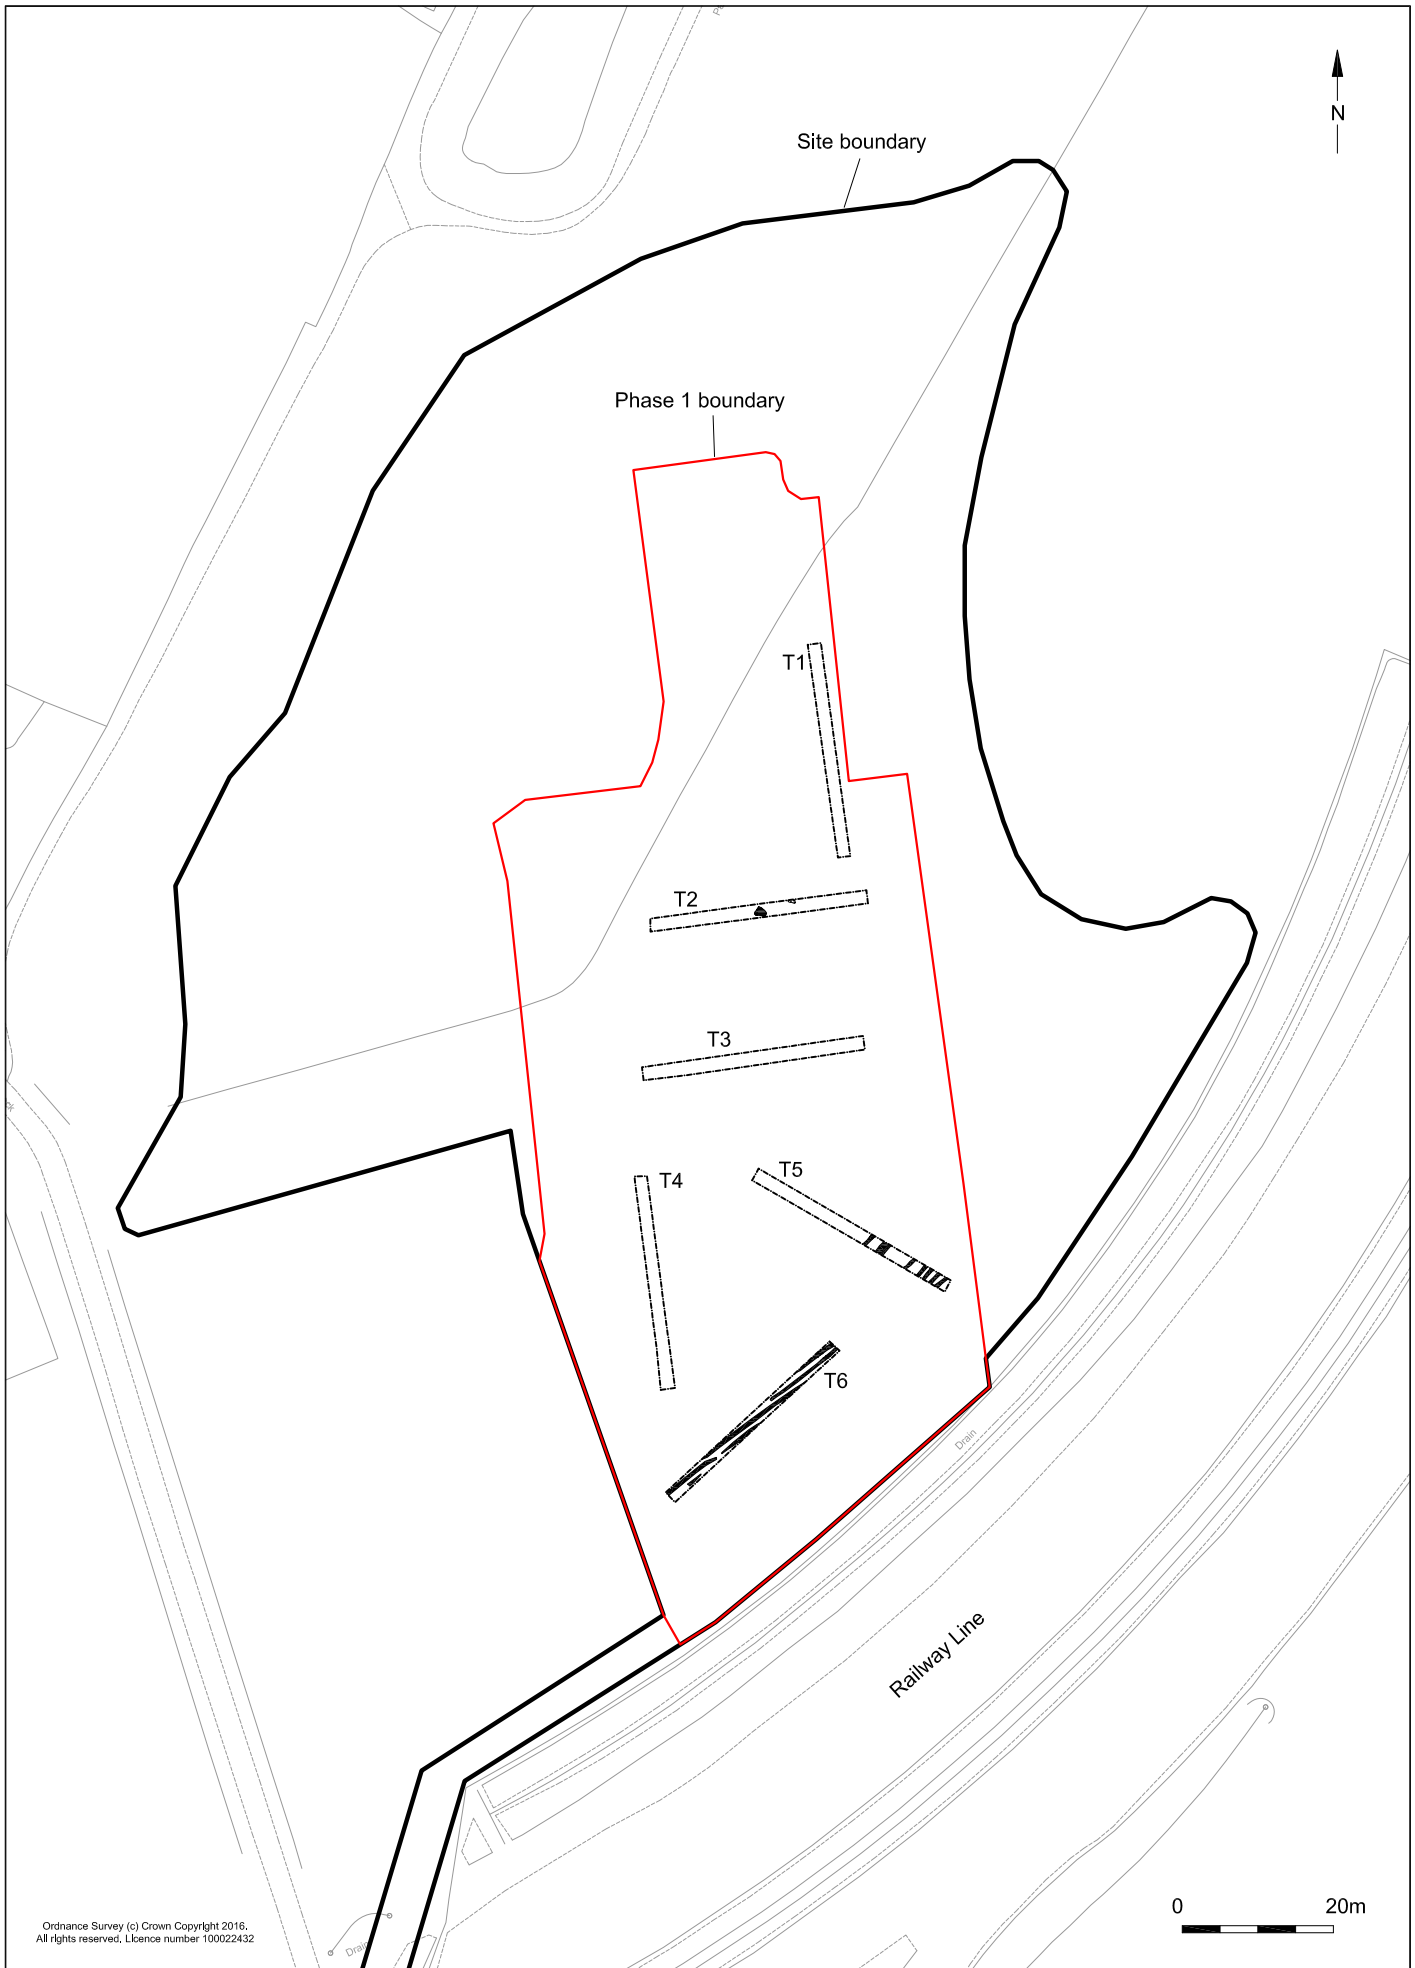 N
Site boundary
Phase 1 boundary
T1
T2
T3
T4
T5
T6
Drain
Railway Line
0 20m
Ordnance Survey (c) Crown Copyright 2016.
All rights reserved. Licence number 100022432
Drain